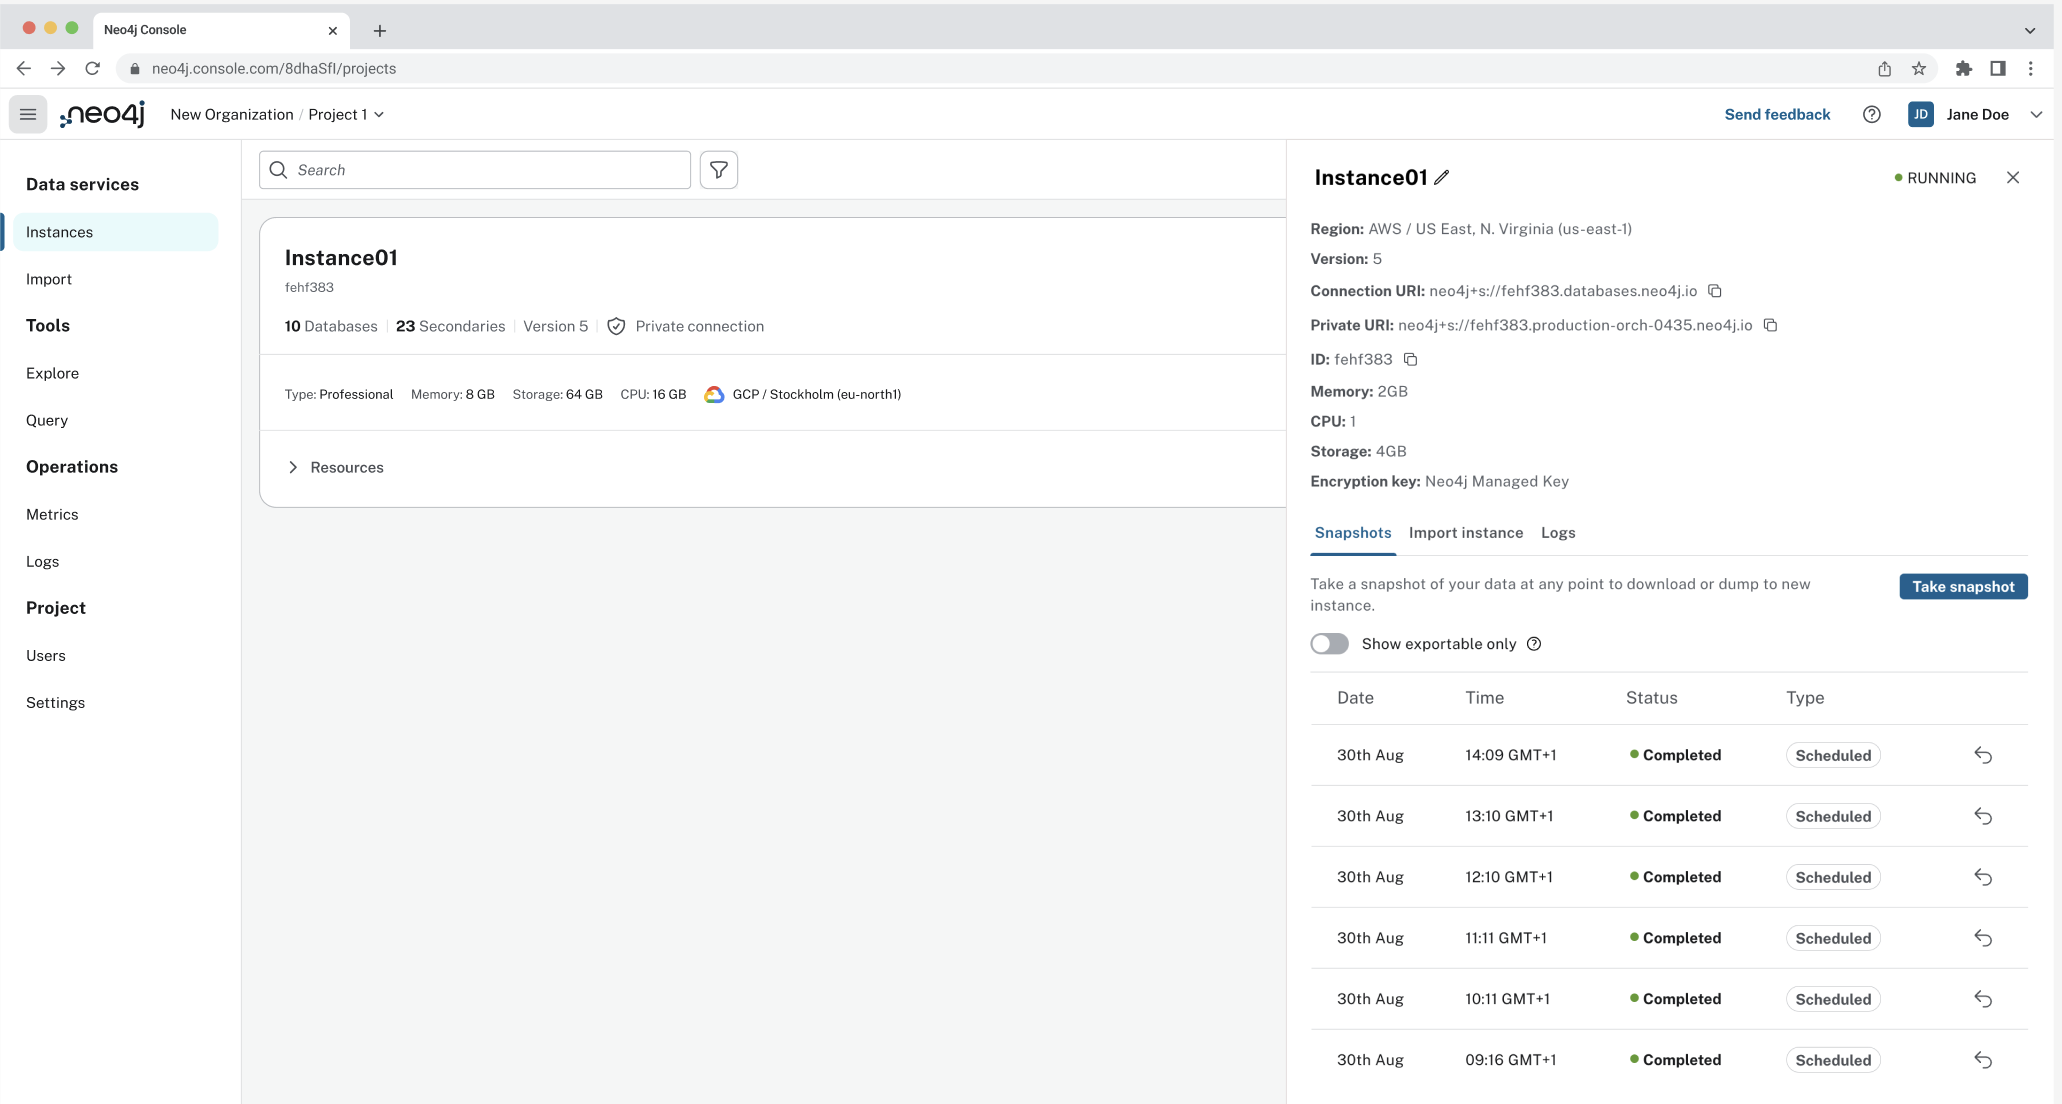 Neo4j Console
neo4j.console.com/8dhaSfI/projects
neo4j
New Organization / Project 1
Send feedback
JD
Jane Doe
Data services
Instances
Import
Tools
Explore
Query
Operations
Metrics
Logs
Project
Users
Settings
Search
Instance01
fehf383
10 Databases
23 Secondaries
Version 5
Private connection
Type: Professional
Memory: 8 GB
Storage: 64 GB
CPU: 16 GB
GCP / Stockholm (eu-north1)
Resources
Instance01
RUNNING
Region: AWS / US East, N. Virginia (us-east-1)
Version: 5
Connection URI: neo4j+s://fehf383.databases.neo4j.io
Private URI: neo4j+s://fehf383.production-orch-0435.neo4j.io
ID: fehf383
Memory: 2GB
CPU: 1
Storage: 4GB
Encryption key: Neo4j Managed Key
Snapshots
Import instance
Logs
Take a snapshot of your data at any point to download or dump to new
instance.
Take snapshot
Show exportable only
Date Time Status Type
30th Aug 14:09 GMT+1 Completed Scheduled
30th Aug 13:10 GMT+1 Completed Scheduled
30th Aug 12:10 GMT+1 Completed Scheduled
30th Aug 11:11 GMT+1 Completed Scheduled
30th Aug 10:11 GMT+1 Completed Scheduled
30th Aug 09:16 GMT+1 Completed Scheduled